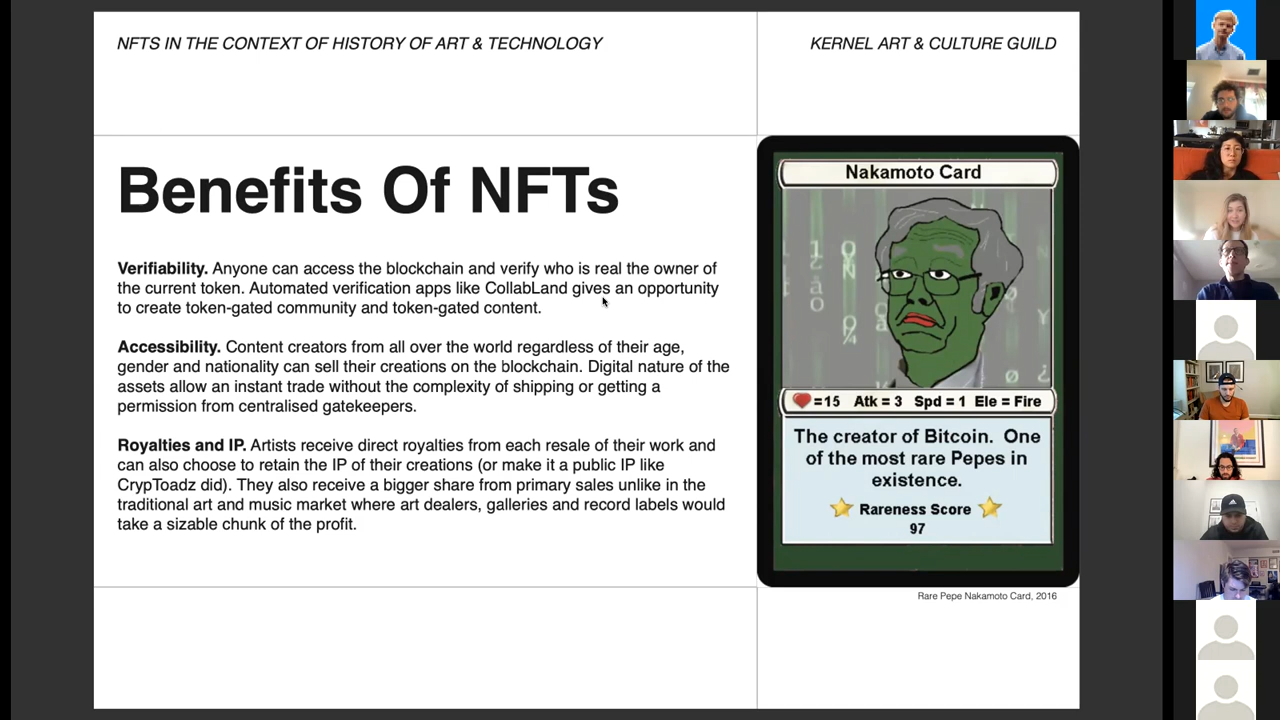 NFTS IN THE CONTEXT OF HISTORY OF ART & TECHNOLOGY
KERNEL ART & CULTURE GUILD
Benefits Of NFTs
Verifiability. Anyone can access the blockchain and verify who is real the owner of
the current token. Automated verification apps like CollabLand gives an opportunity
to create token-gated community and token-gated content.
Accessibility. Content creators from all over the world regardless of their age,
gender and nationality can sell their creations on the blockchain. Digital nature of the
assets allow an instant trade without the complexity of shipping or getting a
permission from centralised gatekeepers.
Royalties and IP. Artists receive direct royalties from each resale of their work and
can also choose to retain the IP of their creations (or make it a public IP like
CrypToadz did). They also receive a bigger share from primary sales unlike in the
traditional art and music market where art dealers, galleries and record labels would
take a sizable chunk of the profit.
Nakamoto Card
=15 Atk = 3 Spd = 1 Ele = Fire
The creator of Bitcoin. One
of the most rare Pepes in
existence.
Rareness Score
97
Rare Pepe Nakamoto Card, 2016